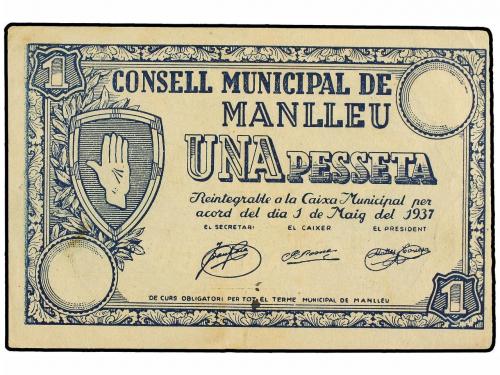 1
CONSELL MUNICIPAL DE
MANLLEU
UNA PESSETA
Reintegrable a la Caixa Municipal per
acord del dia 1 de Maig del 1937
EL SECRETARI EL CAIXER EL PRESIDENT
DE CURS OBLIGATORI PER TOT EL TERME MUNICIPAL DE MANLLEU
1